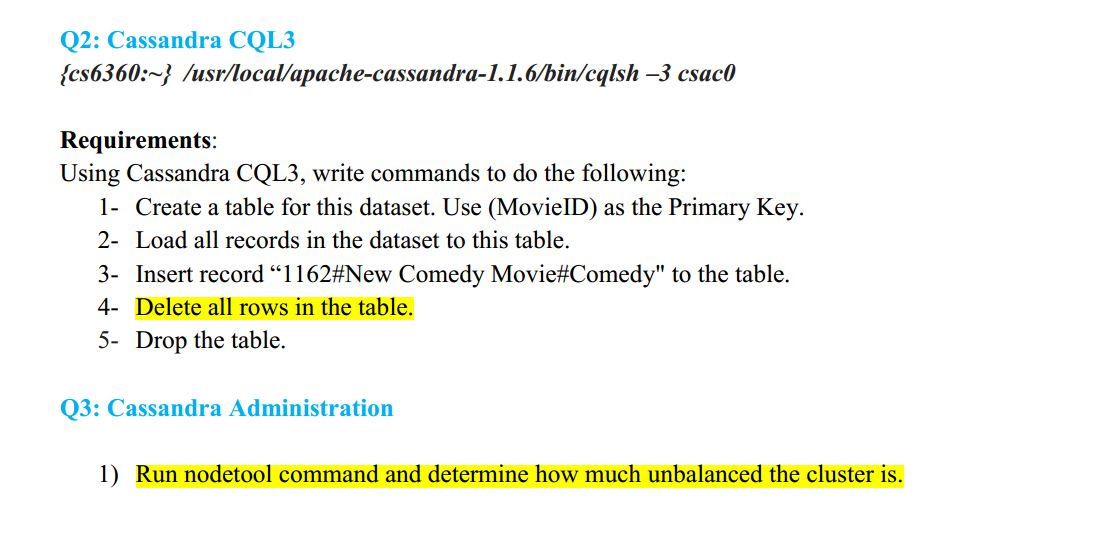 Q2: Cassandra CQL3
{cs6360:~} /usr/local/apache-cassandra-1.1.6/bin/cqlsh –3 csac0
Requirements:
Using Cassandra CQL3, write commands to do the following:
1- Create a table for this dataset. Use (MovieID) as the Primary Key.
2- Load all records in the dataset to this table.
3- Insert record “1162#New Comedy Movie#Comedy" to the table.
4- Delete all rows in the table.
5- Drop the table.
Q3: Cassandra Administration
1) Run nodetool command and determine how much unbalanced the cluster is.